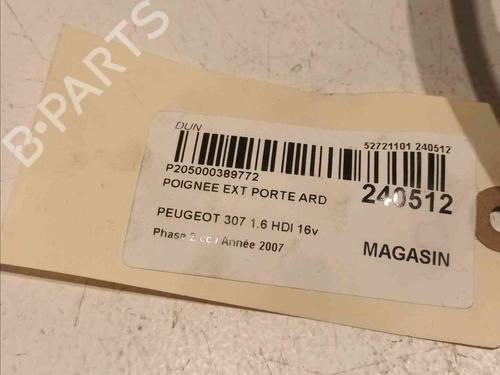 B-PARTS
DUN
52721101 240512
P205000389772
POIGNEE EXT PORTE ARD
240512
PEUGEOT 307 1.6 HDI 16v
Phase 2 Année 2007
MAGASIN